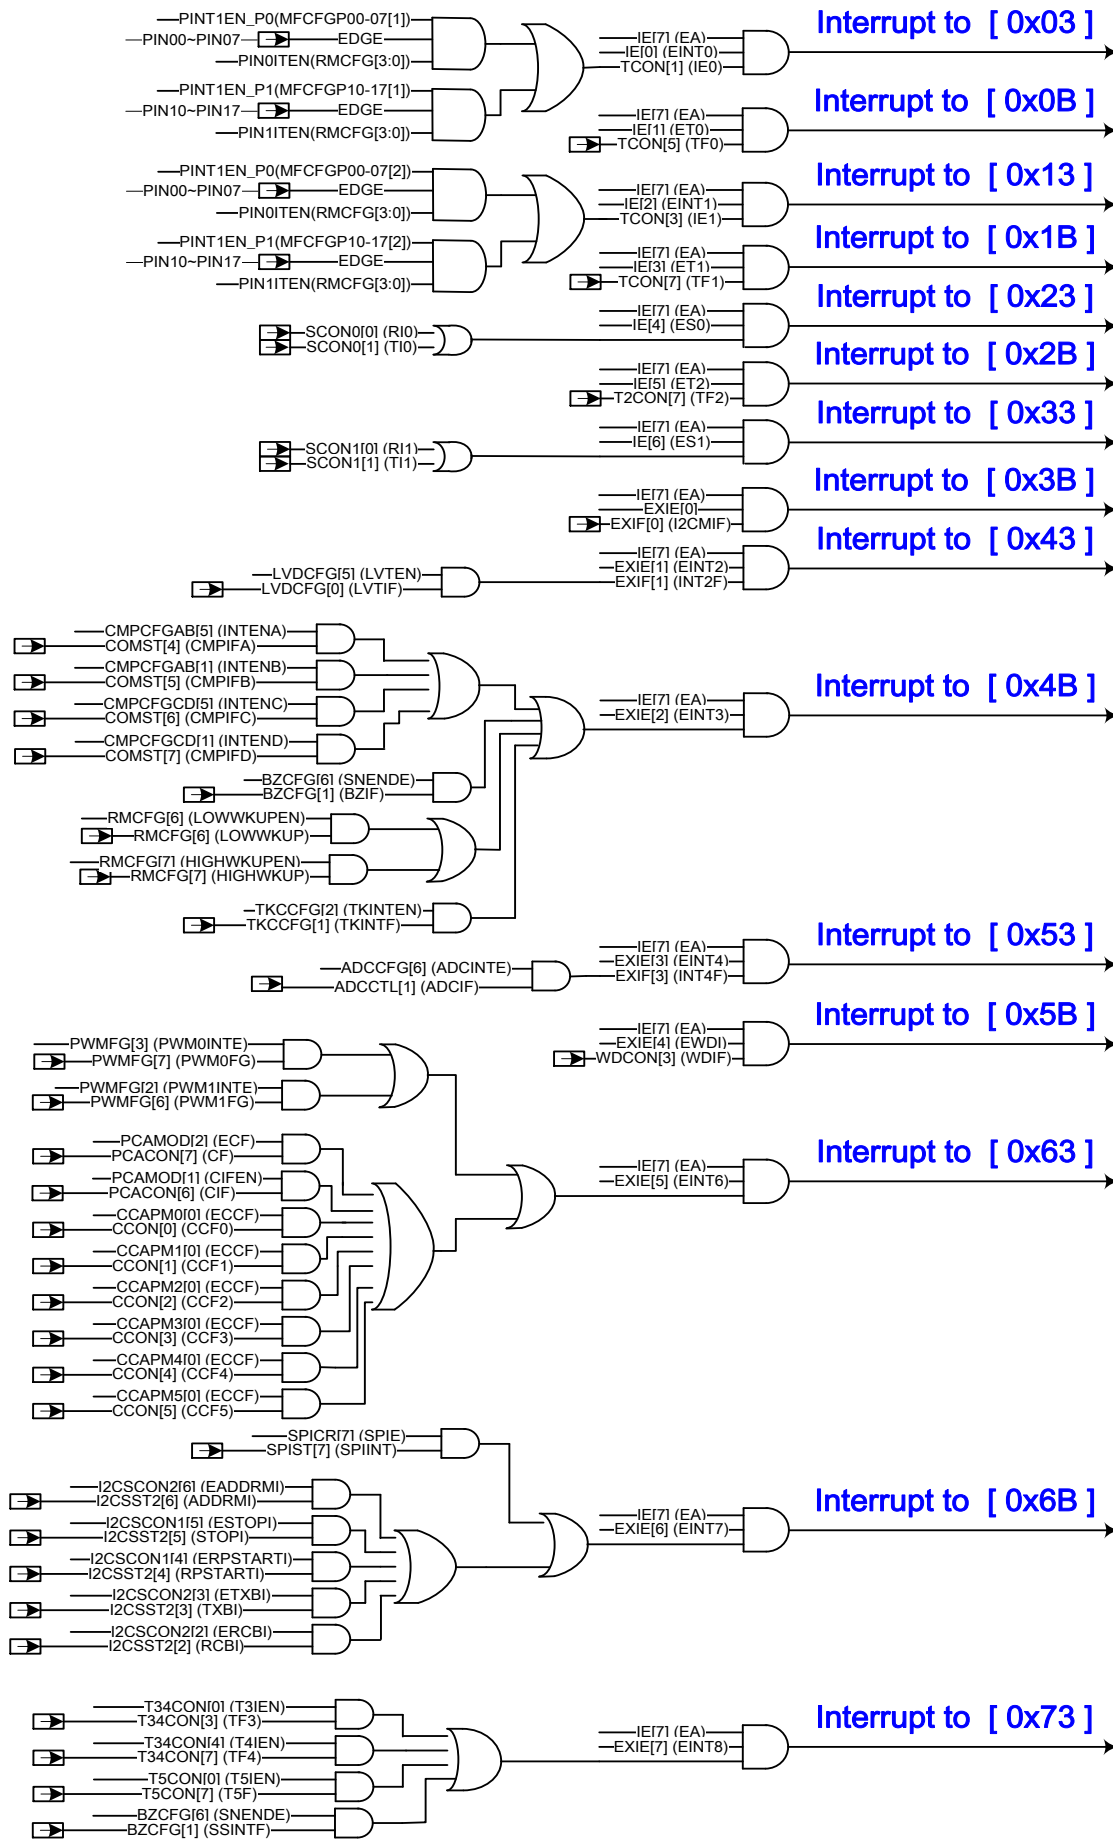 PINT1EN_P0(MFCFGP00-07[1])
PIN00~PIN07
EDGE
PIN0ITEN(RMCFG[3:0])
PINT1EN_P1(MFCFGP10-17[1])
PIN10~PIN17
EDGE
PIN1ITEN(RMCFG[3:0])
IE[7] (EA)
IE[0] (EINT0)
TCON[1] (IE0)
Interrupt to [ 0x03 ]
IE[7] (EA)
IE[1] (ET0)
TCON[5] (TF0)
Interrupt to [ 0x0B ]
PINT1EN_P0(MFCFGP00-07[2])
PIN00~PIN07
EDGE
PIN0ITEN(RMCFG[3:0])
PINT1EN_P1(MFCFGP10-17[2])
PIN10~PIN17
EDGE
PIN1ITEN(RMCFG[3:0])
IE[7] (EA)
IE[2] (EINT1)
TCON[3] (IE1)
Interrupt to [ 0x13 ]
IE[7] (EA)
IE[3] (ET1)
TCON[7] (TF1)
Interrupt to [ 0x1B ]
SCON0[0] (RI0)
SCON0[1] (TI0)
IE[7] (EA)
IE[4] (ES0)
Interrupt to [ 0x23 ]
IE[7] (EA)
IE[5] (ET2)
T2CON[7] (TF2)
Interrupt to [ 0x2B ]
SCON1[0] (RI1)
SCON1[1] (TI1)
IE[7] (EA)
IE[6] (ES1)
Interrupt to [ 0x33 ]
IE[7] (EA)
EXIE[0]
EXIF[0] (I2CMIF)
Interrupt to [ 0x3B ]
LVDCFG[5] (LVTEN)
LVDCFG[0] (LVTIF)
IE[7] (EA)
EXIE[1] (EINT2)
EXIF[1] (INT2F)
Interrupt to [ 0x43 ]
CMPCFGAB[5] (INTENA)
COMST[4] (CMPIFA)
CMPCFGAB[1] (INTENB)
COMST[5] (CMPIFB)
CMPCFGCD[5] (INTENC)
COMST[6] (CMPIFC)
CMPCFGCD[1] (INTEND)
COMST[7] (CMPIFD)
BZCFG[6] (SNENDE)
BZCFG[1] (BZIF)
RMCFG[6] (LOWWKUPEN)
RMCFG[6] (LOWWKUP)
RMCFG[7] (HIGHWKUPEN)
RMCFG[7] (HIGHWKUP)
TKCCFG[2] (TKINTEN)
TKCCFG[1] (TKINTF)
IE[7] (EA)
EXIE[2] (EINT3)
Interrupt to [ 0x4B ]
ADCCFG[6] (ADCINTE)
ADCCTL[1] (ADCIF)
IE[7] (EA)
EXIE[3] (EINT4)
EXIF[3] (INT4F)
Interrupt to [ 0x53 ]
IE[7] (EA)
EXIE[4] (EWDI)
WDCON[3] (WDIF)
Interrupt to [ 0x5B ]
PWMFG[3] (PWM0INTE)
PWMFG[7] (PWM0FG)
PWMFG[2] (PWM1INTE)
PWMFG[6] (PWM1FG)
PCAMOD[2] (ECF)
PCACON[7] (CF)
PCAMOD[1] (CIFEN)
PCACON[6] (CIF)
CCAPM0[0] (ECCF)
CCON[0] (CCF0)
CCAPM1[0] (ECCF)
CCON[1] (CCF1)
CCAPM2[0] (ECCF)
CCON[2] (CCF2)
CCAPM3[0] (ECCF)
CCON[3] (CCF3)
CCAPM4[0] (ECCF)
CCON[4] (CCF4)
CCAPM5[0] (ECCF)
CCON[5] (CCF5)
IE[7] (EA)
EXIE[5] (EINT6)
Interrupt to [ 0x63 ]
SPICR[7] (SPIE)
SPIST[7] (SPIINT)
I2CSCON2[6] (EADDRMI)
I2CSST2[6] (ADDRMI)
I2CSCON1[5] (ESTOPI)
I2CSST2[5] (STOPI)
I2CSCON1[4] (ERPSTARTI)
I2CSST2[4] (RPSTARTI)
I2CSCON2[3] (ETXBI)
I2CSST2[3] (TXBI)
I2CSCON2[2] (ERCBI)
I2CSST2[2] (RCBI)
IE[7] (EA)
EXIE[6] (EINT7)
Interrupt to [ 0x6B ]
T34CON[0] (T3IEN)
T34CON[3] (TF3)
T34CON[4] (T4IEN)
T34CON[7] (TF4)
T5CON[0] (T5IEN)
T5CON[7] (T5F)
BZCFG[6] (SNENDE)
BZCFG[1] (SSINTF)
IE[7] (EA)
EXIE[7] (EINT8)
Interrupt to [ 0x73 ]